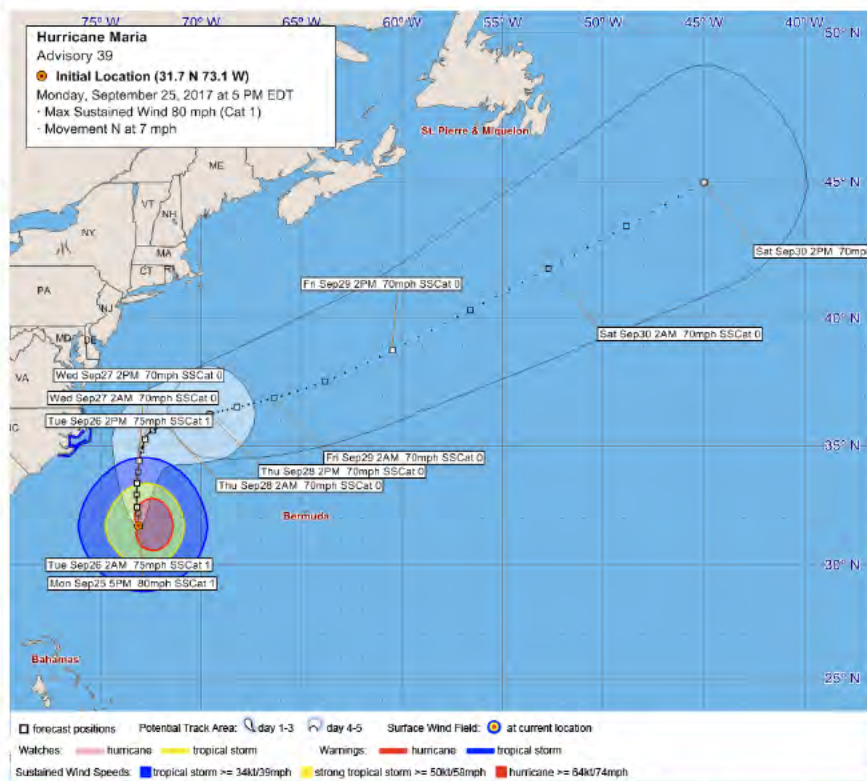 75° W 70° W 65° W 60° W 55° W 50° W 45° W 40° W
50° N
Hurricane Maria
Advisory 39
Initial Location (31.7 N 73.1 W)
Monday, September 25, 2017 at 5 PM EDT
· Max Sustained Wind 80 mph (Cat 1)
· Movement N at 7 mph
St. Pierre & Miquelon
ME
VT
NH
45° N
NY
MA
CT RI
Sat Sep30 2PM 70mp
Fri Sep29 2PM 70mph SSCat 0
PA
NJ
40° N
Sat Sep30 2AM 70mph SSCat 0
MD DE
VA
Wed Sep27 2PM 70mph SSCat 0
Wed Sep27 2AM 70mph SSCat 0
Tue Sep26 2PM 75mph SSCat 1
NC
35° N
Fri Sep29 2AM 70mph SSCat 0
Thu Sep28 2PM 70mph SSCat 0
Thu Sep28 2AM 70mph SSCat 0
Bermuda
Tue Sep26 2AM 75mph SSCat 1
30° N
Mon Sep25 5PM 80mph SSCat 1
Bahamas
25° N
forecast positions Potential Track Area: day 1-3 day 4-5 Surface Wind Field: at current location
Watches: hurricane tropical storm Warnings: hurricane tropical storm
Sustained Wind Speeds: tropical storm >= 34kt/39mph strong tropical storm >= 50kt/58mph hurricane >= 64kt/74mph